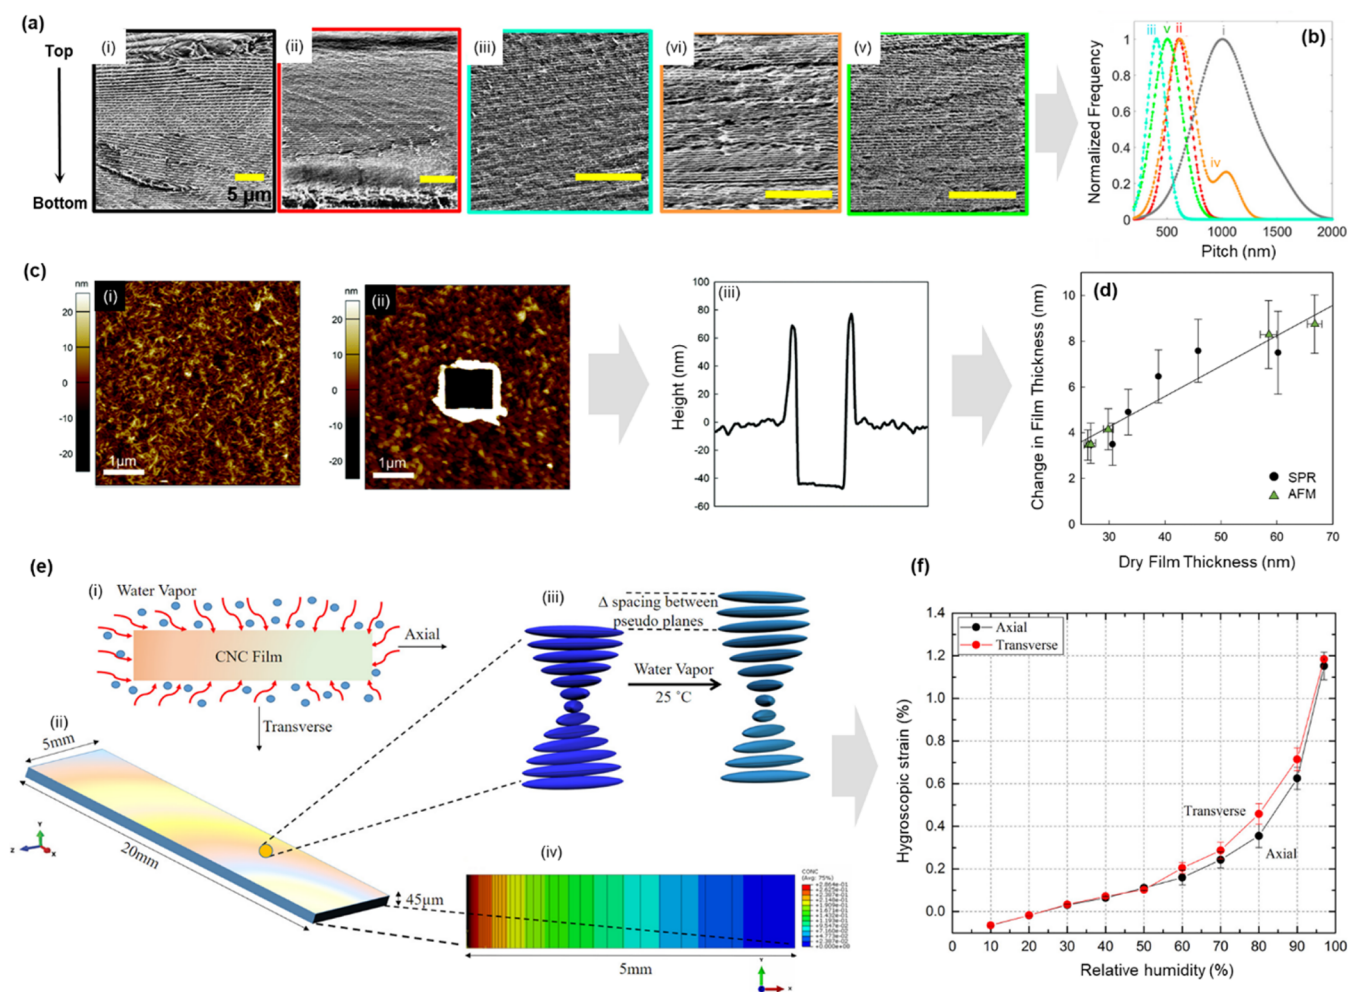 (a)
Top
Bottom
(i)
5 µm
(ii)
(iii)
(vi)
(v)
(b)
iii v ii i
iv
Normalized Frequency
1
0.8
0.6
0.4
0.2
0
500 1000 1500 2000
Pitch (nm)
(c)
nm
20
10
0
-10
-20
(i)
1µm
nm
20
10
0
-10
-20
(ii)
1µm
(iii)
Height (nm)
100
80
60
40
20
0
-20
-40
-60
(d)
Change in Film Thickness (nm)
10
8
6
4
2
0
30 40 50 60 70
Dry Film Thickness (nm)
SPR
AFM
(e)
(i) Water Vapor
CNC Film
Axial
Transverse
(ii)
5mm
20mm
45µm
Y
Z
X
(iii)
Δ spacing between
pseudo planes
Water Vapor
25 ˚C
(iv)
CONC
(Avg: 75%)
5mm
Y
X
(f)
Axial
Transverse
Hygroscopic strain (%)
1.4
1.2
1.0
0.8
0.6
0.4
0.2
0.0
Transverse
Axial
0 10 20 30 40 50 60 70 80 90 100
Relative humidity (%)